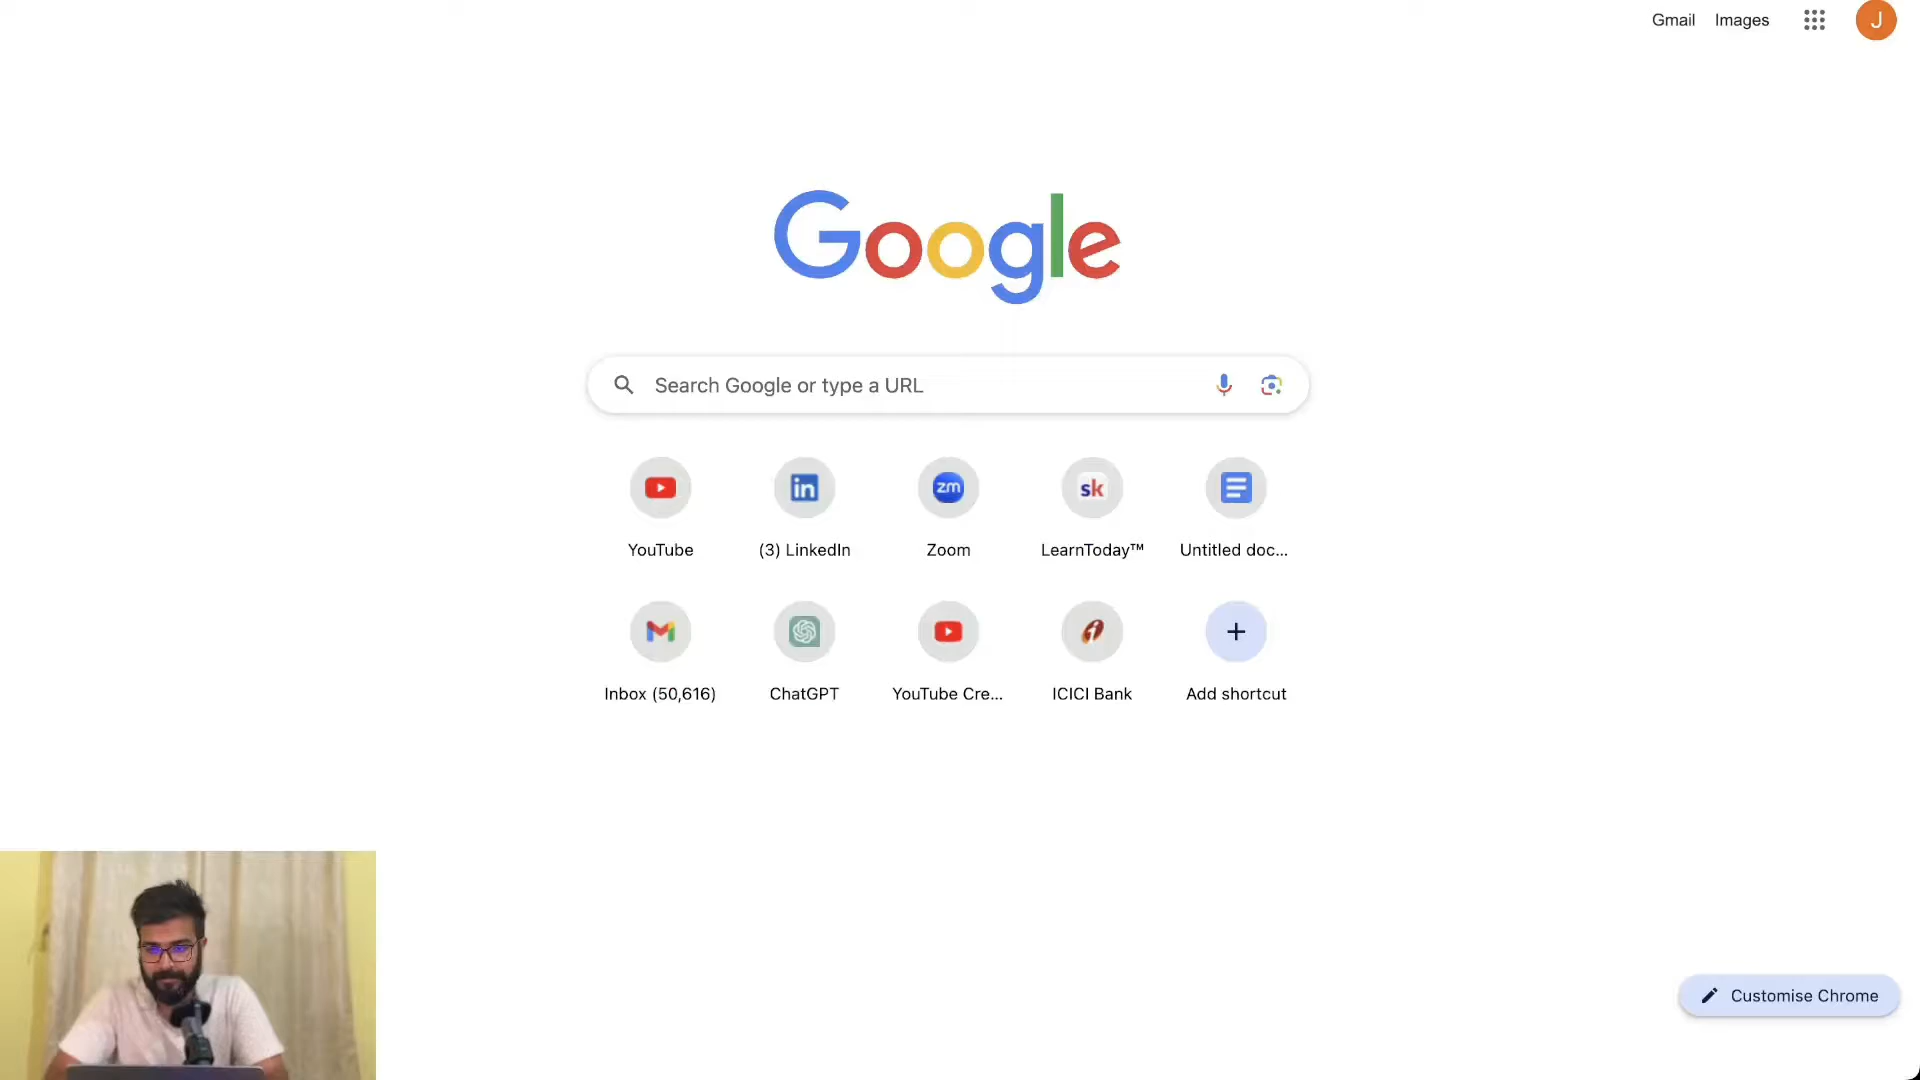 Gmail Images
J
Google
Search Google or type a URL
in zm sk
YouTube (3) LinkedIn Zoom LearnToday™ Untitled doc...
Inbox (50,616) ChatGPT YouTube Cre... ICICI Bank Add shortcut
Customise Chrome